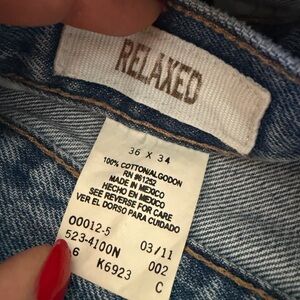 RELAXED
36 X 34
100% COTTON/ALGODON
RN #61252
MADE IN MEXICO
HECHO EN MEXICO
SEE REVERSE FOR CARE
VER EL DORSO PARA CUIDADO
00012-5 03/11
523-4100N 002
6 K6923 C